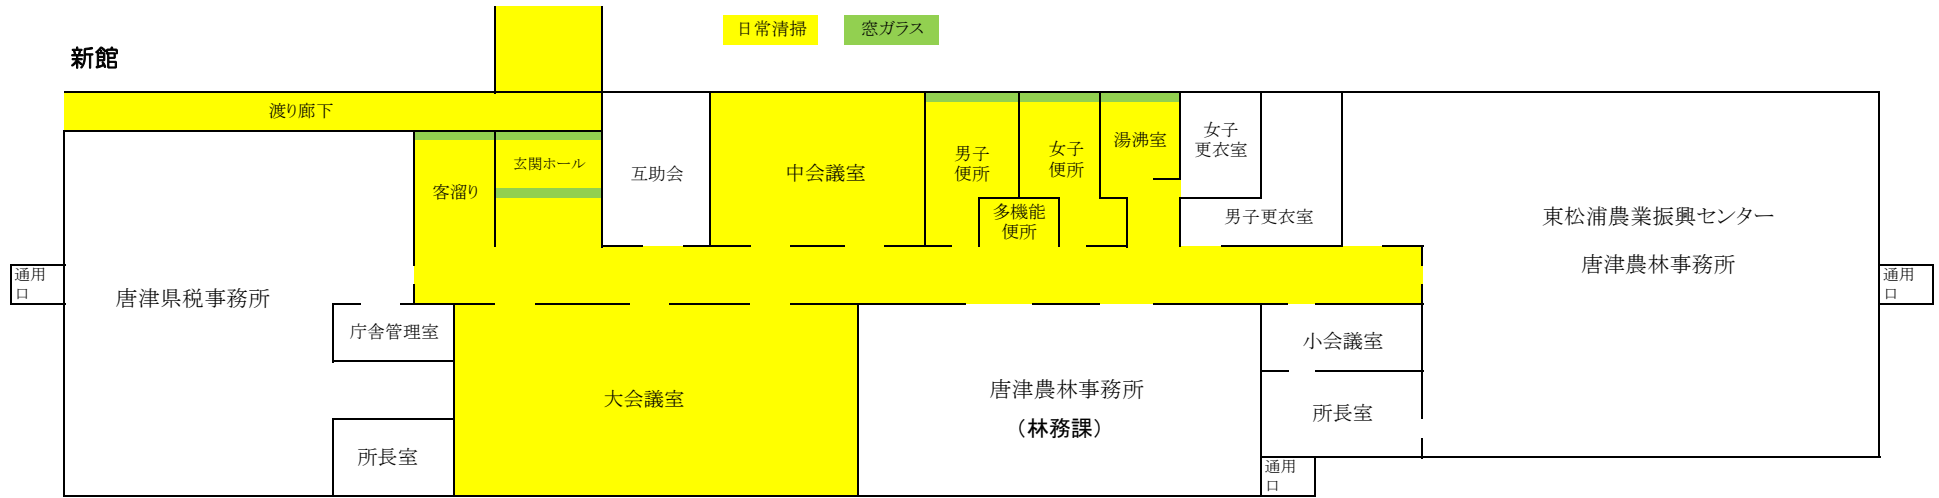 日常清掃
窓ガラス
新館
渡り廊下
玄関ホール
客溜り
互助会
中会議室
男子
便所
女子
便所
湯沸室
女子
更衣室
多機能
便所
男子更衣室
東松浦農業振興センター
唐津農林事務所
通用
口
唐津県税事務所
通用
口
庁舎管理室
小会議室
大会議室
唐津農林事務所
（林務課）
所長室
所長室
通用
口